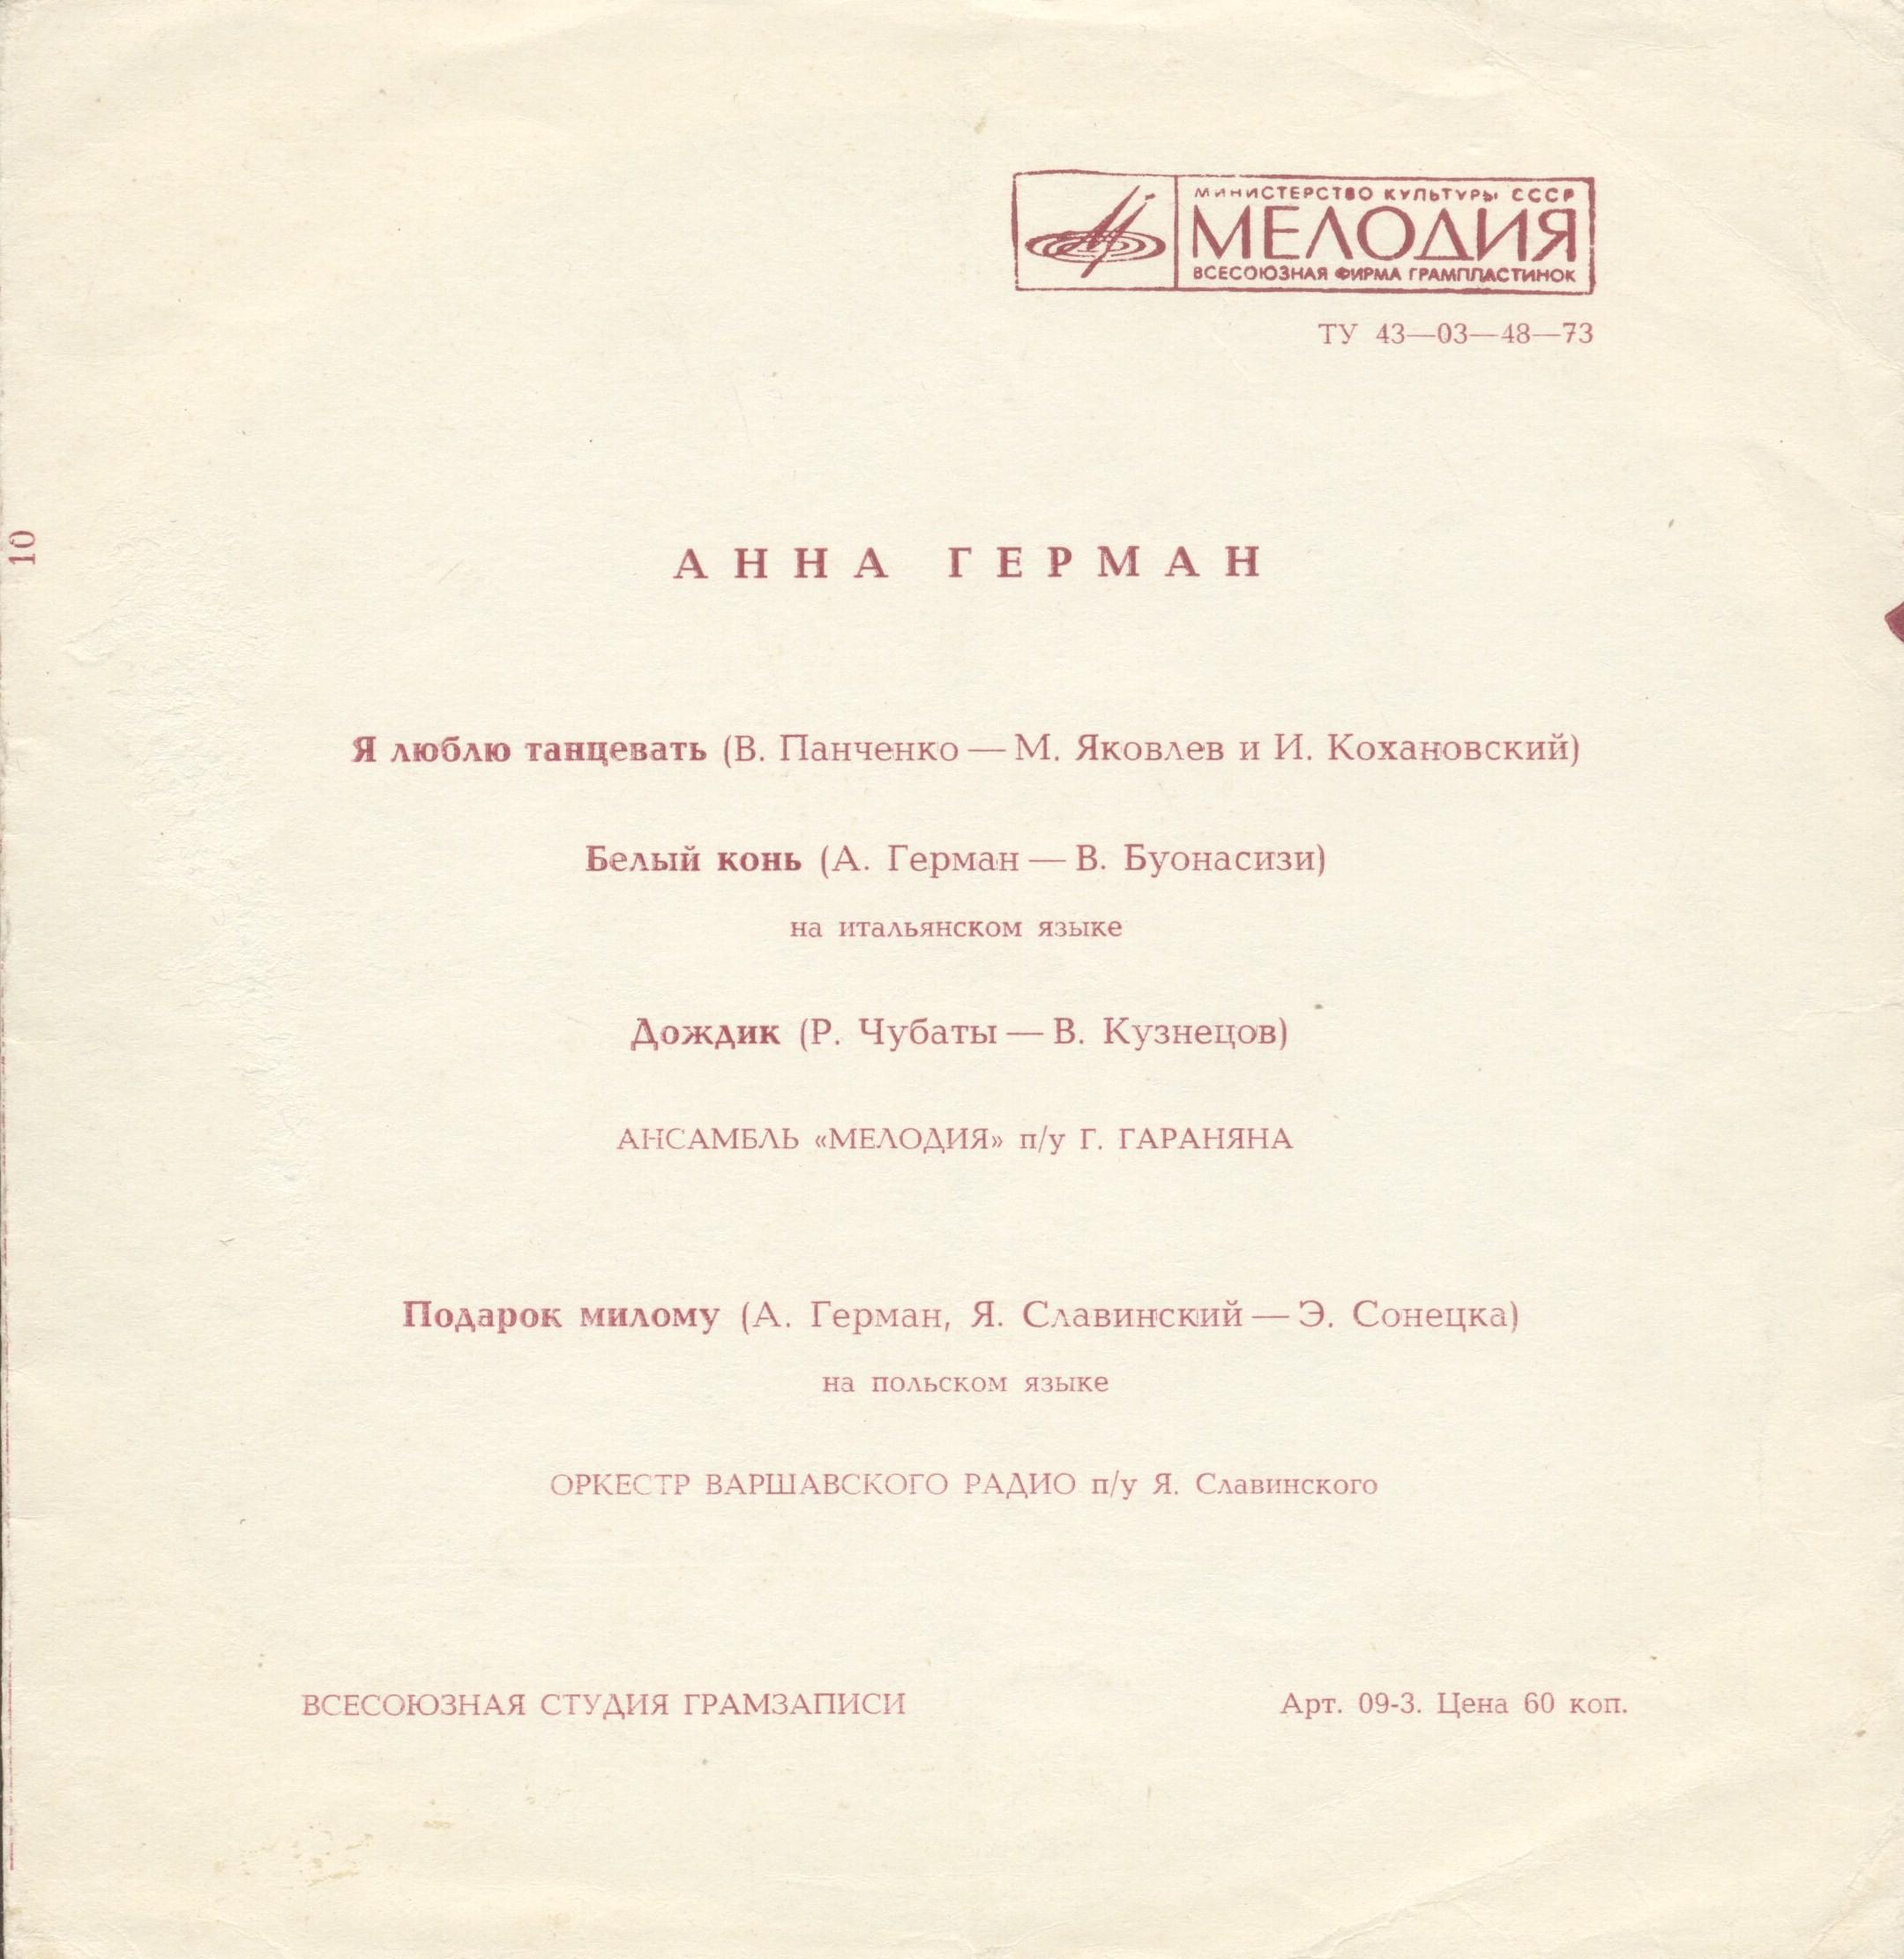 МИНИСТЕРСТВО КУЛЬТУРЫ СССР
МЕЛОДИЯ
ВСЕСОЮЗНАЯ ФИРМА ГРАМПЛАСТИНОК
ТУ 43—03—48—73
10
АННА ГЕРМАН
Я люблю танцевать (В. Панченко — М. Яковлев и И. Кохановский)
Белый конь (А. Герман — В. Буонасизи)
на итальянском языке
Дождик (Р. Чубаты — В. Кузнецов)
АНСАМБЛЬ «МЕЛОДИЯ» п/у Г. ГАРАНЯНА
Подарок милому (А. Герман, Я. Славинский — Э. Сонецка)
на польском языке
ОРКЕСТР ВАРШАВСКОГО РАДИО п/у Я. Славинского
ВСЕСОЮЗНАЯ СТУДИЯ ГРАМЗАПИСИ
Арт. 09-3. Цена 60 коп.